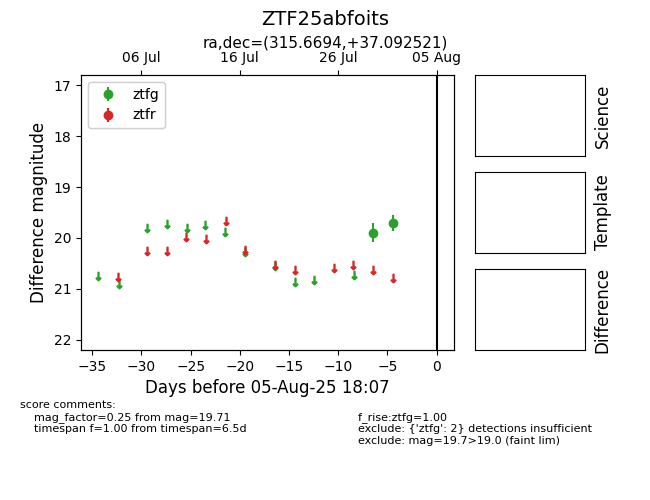 ZTF25abfoits
ra,dec=(315.6694,+37.092521)
06 Jul
16 Jul
26 Jul
05 Aug
ztfg
ztfr
17
18
19
20
21
22
Difference magnitude
−35
−30
−25
−20
−15
−10
−5
0
Days before 05-Aug-25 18:07
Science
Template
Difference
score comments:
mag_factor=0.25 from mag=19.71
timespan f=1.00 from timespan=6.5d
f_rise:ztfg=1.00
exclude: {'ztfg': 2} detections insufficient
exclude: mag=19.7>19.0 (faint lim)